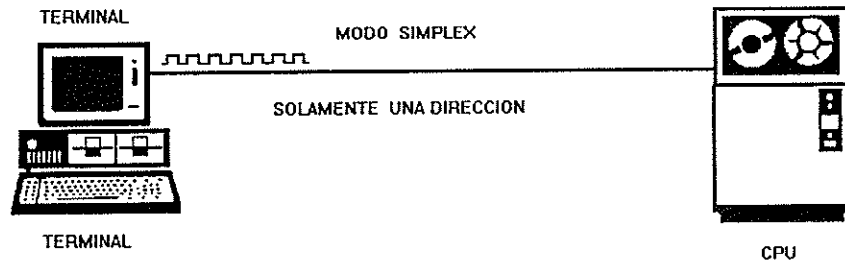 TERMINAL
MODO SIMPLEX
SOLAMENTE UNA DIRECCION
TERMINAL
CPU